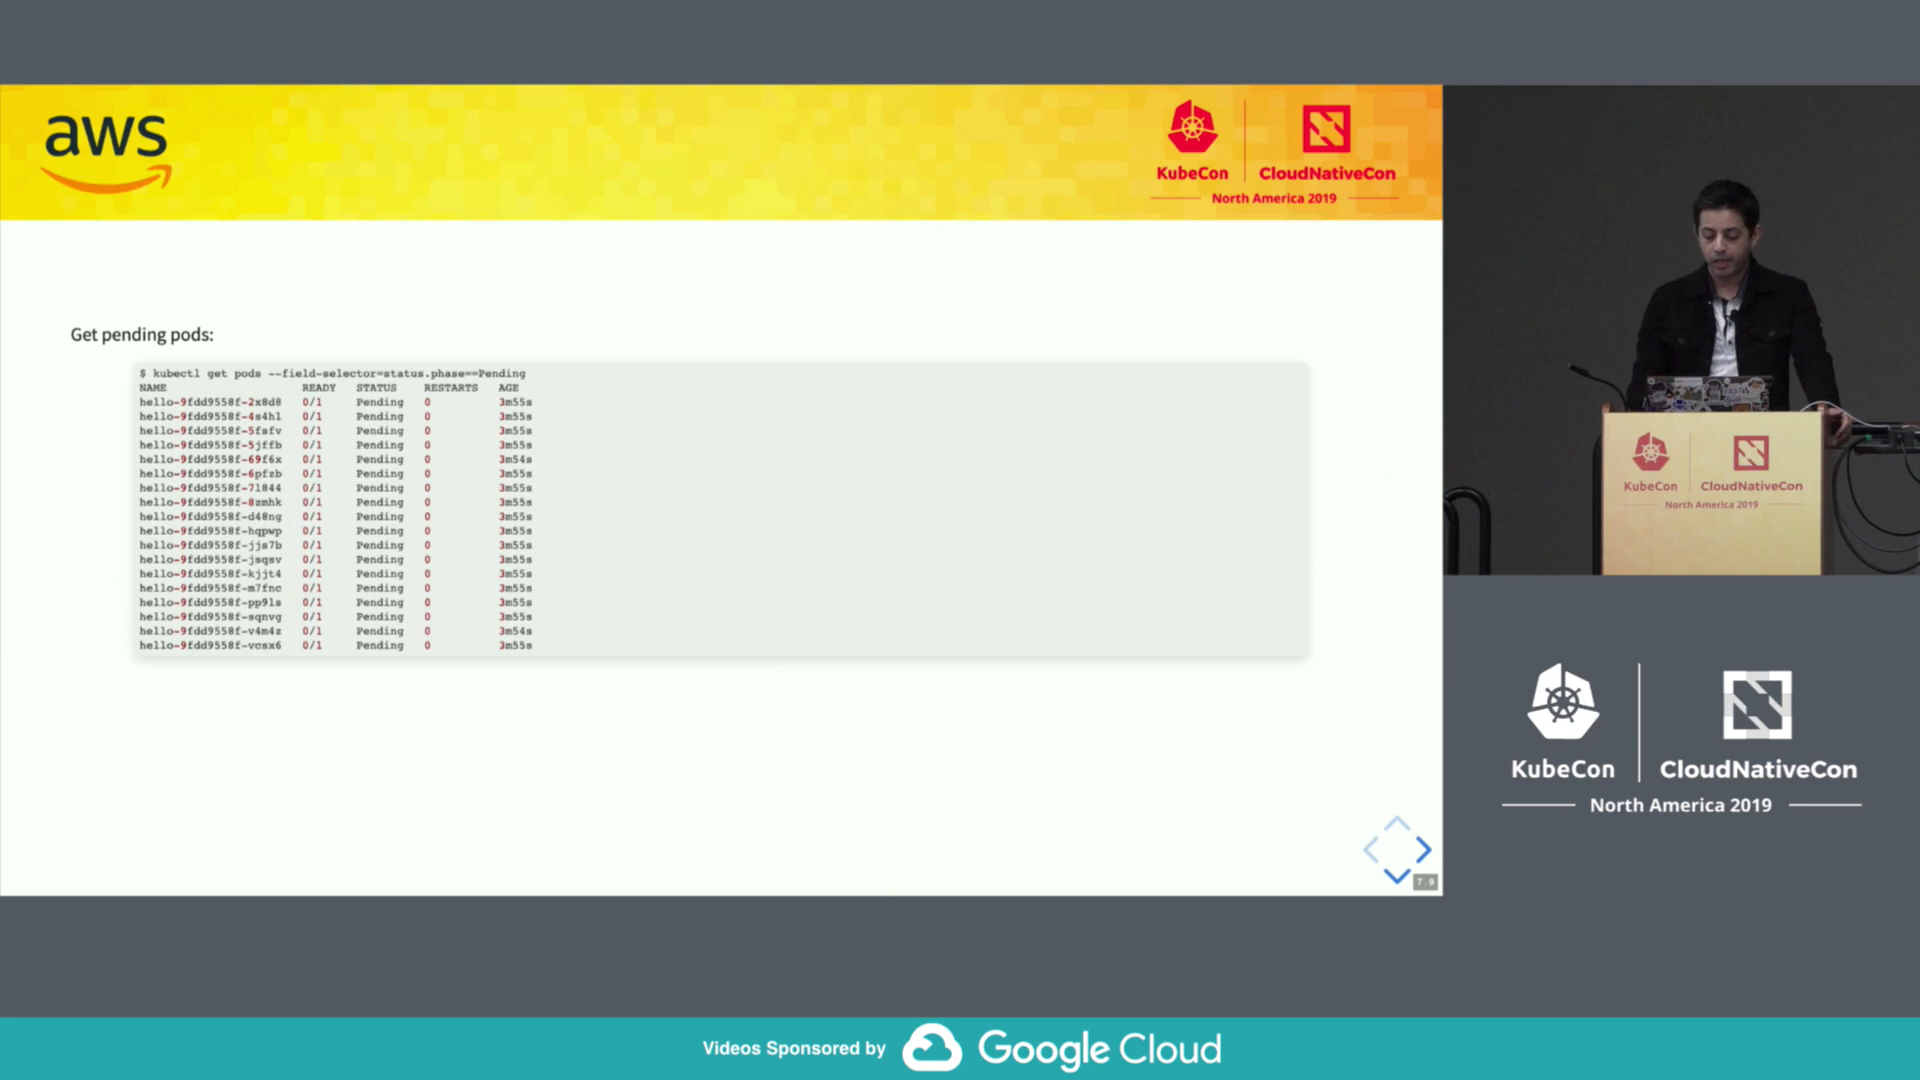 aws
KubeCon
CloudNativeCon
North America 2019
Get pending pods:
$ kubectl get pods --field-selector=status.phase==Pending
NAME READY STATUS RESTARTS AGE
hello-9fdd9558f-2x8d8 0/1 Pending 0 3m55s
hello-9fdd9558f-4s4hl 0/1 Pending 0 3m55s
hello-9fdd9558f-5fsfv 0/1 Pending 0 3m55s
hello-9fdd9558f-5jffb 0/1 Pending 0 3m55s
hello-9fdd9558f-69f6x 0/1 Pending 0 3m54s
hello-9fdd9558f-6pfzb 0/1 Pending 0 3m55s
hello-9fdd9558f-7l844 0/1 Pending 0 3m55s
hello-9fdd9558f-8zmhk 0/1 Pending 0 3m55s
hello-9fdd9558f-d48ng 0/1 Pending 0 3m55s
hello-9fdd9558f-hqpwp 0/1 Pending 0 3m55s
hello-9fdd9558f-jjs7b 0/1 Pending 0 3m55s
hello-9fdd9558f-jsqsv 0/1 Pending 0 3m55s
hello-9fdd9558f-kjjt4 0/1 Pending 0 3m55s
hello-9fdd9558f-m7fnc 0/1 Pending 0 3m55s
hello-9fdd9558f-pp9ls 0/1 Pending 0 3m55s
hello-9fdd9558f-sqnvg 0/1 Pending 0 3m55s
hello-9fdd9558f-v4m4z 0/1 Pending 0 3m54s
hello-9fdd9558f-vcsx6 0/1 Pending 0 3m55s
7.9
KubeCon
CloudNativeCon
North America 2019
KubeCon
CloudNativeCon
North America 2019
Videos Sponsored by Google Cloud